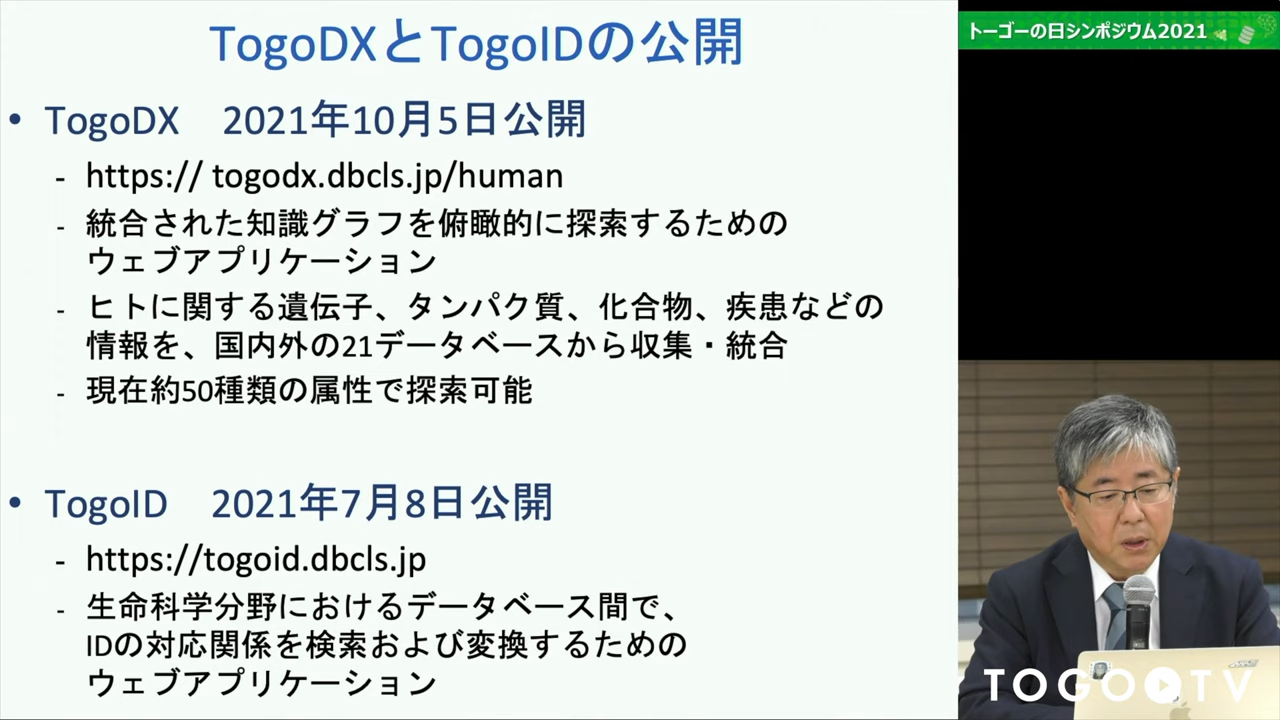 TogoDXとTogoIDの公開
• TogoDX 2021年10月5日公開
- https:// togodx.dbcls.jp/human
- 統合された知識グラフを俯瞰的に探索するための
ウェブアプリケーション
- ヒトに関する遺伝子、タンパク質、化合物、疾患などの
情報を、国内外の21データベースから収集・統合
- 現在約50種類の属性で探索可能
• TogoID 2021年7月8日公開
- https://togoid.dbcls.jp
- 生命科学分野におけるデータベース間で、
IDの対応関係を検索および変換するための
ウェブアプリケーション
トーゴーの日シンポジウム2021
TOGO TV